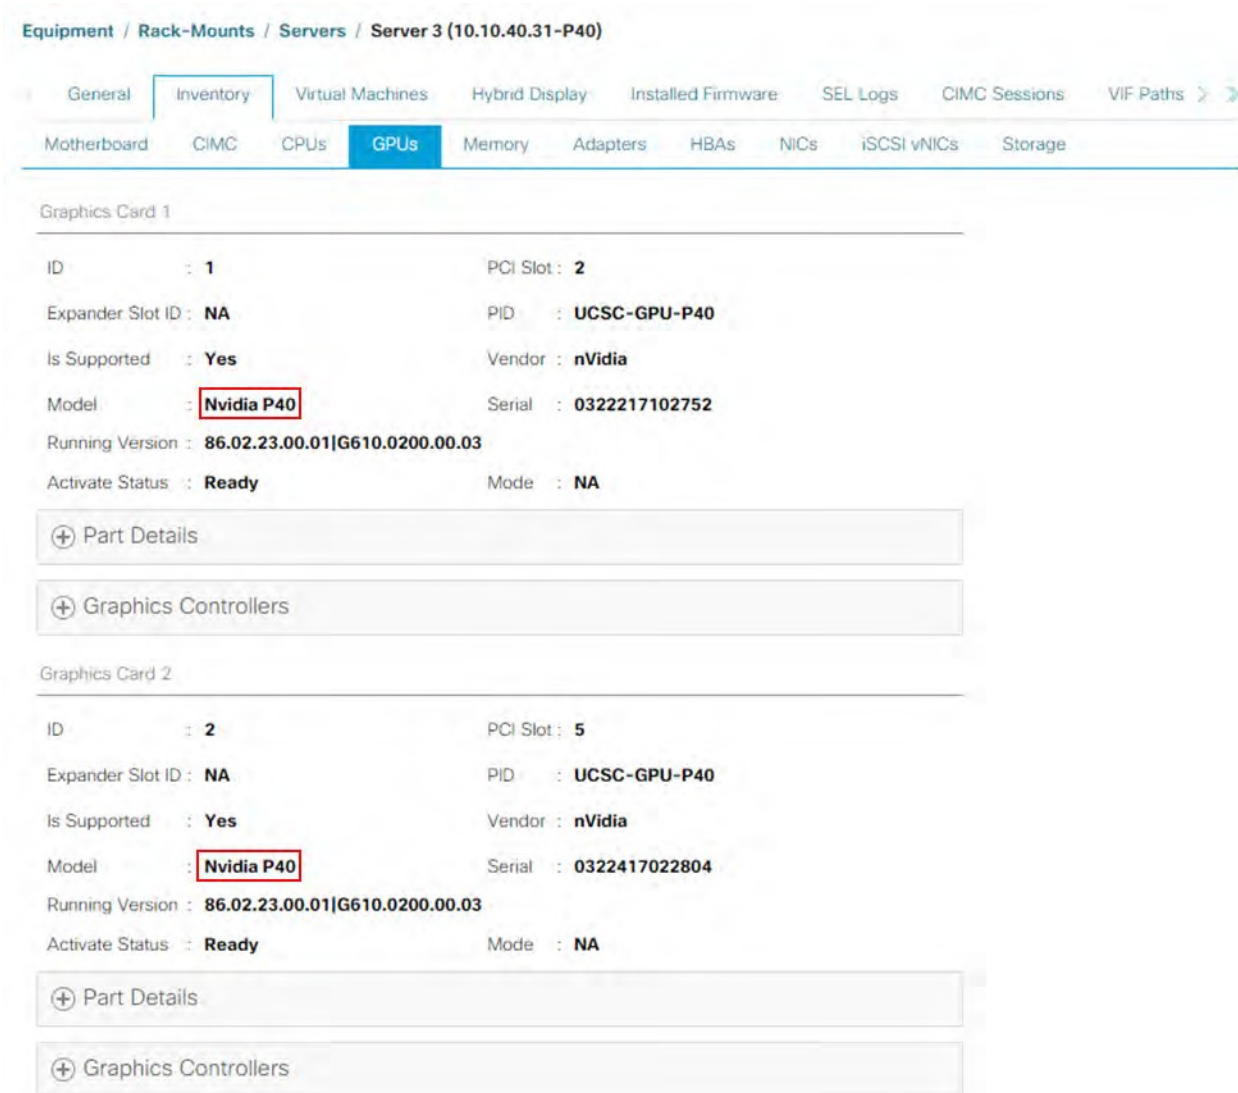 Equipment / Rack-Mounts / Servers / Server 3 (10.10.40.31-P40)
General Inventory Virtual Machines Hybrid Display Installed Firmware SEL Logs CIMC Sessions VIF Paths
Motherboard CIMC CPUs GPUs Memory Adapters HBAs NICs iSCSI vNICs Storage
Graphics Card 1
ID : 1 PCI Slot : 2
Expander Slot ID : NA PID : UCSC-GPU-P40
Is Supported : Yes Vendor : nVidia
Model : Nvidia P40 Serial : 0322217102752
Running Version : 86.02.23.00.01|G610.0200.00.03
Activate Status : Ready Mode : NA
Part Details
Graphics Controllers
Graphics Card 2
ID : 2 PCI Slot : 5
Expander Slot ID : NA PID : UCSC-GPU-P40
Is Supported : Yes Vendor : nVidia
Model : Nvidia P40 Serial : 0322417022804
Running Version : 86.02.23.00.01|G610.0200.00.03
Activate Status : Ready Mode : NA
Part Details
Graphics Controllers